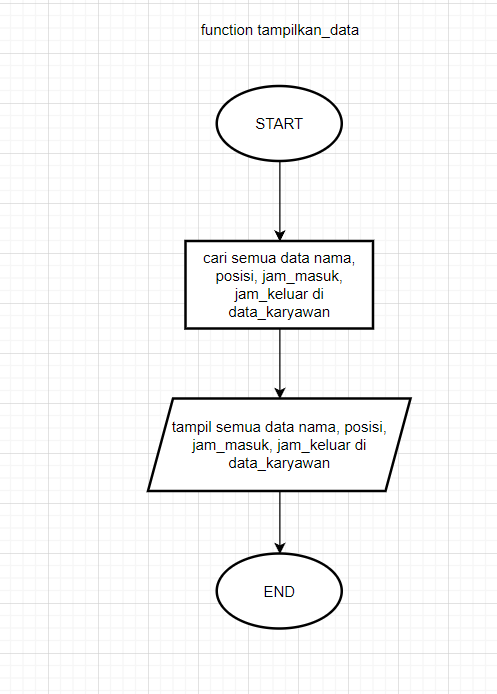 function tampilkan_data
START
cari semua data nama,
posisi, jam_masuk,
jam_keluar di
data_karyawan
tampil semua data nama, posisi,
jam_masuk, jam_keluar di
data_karyawan
END